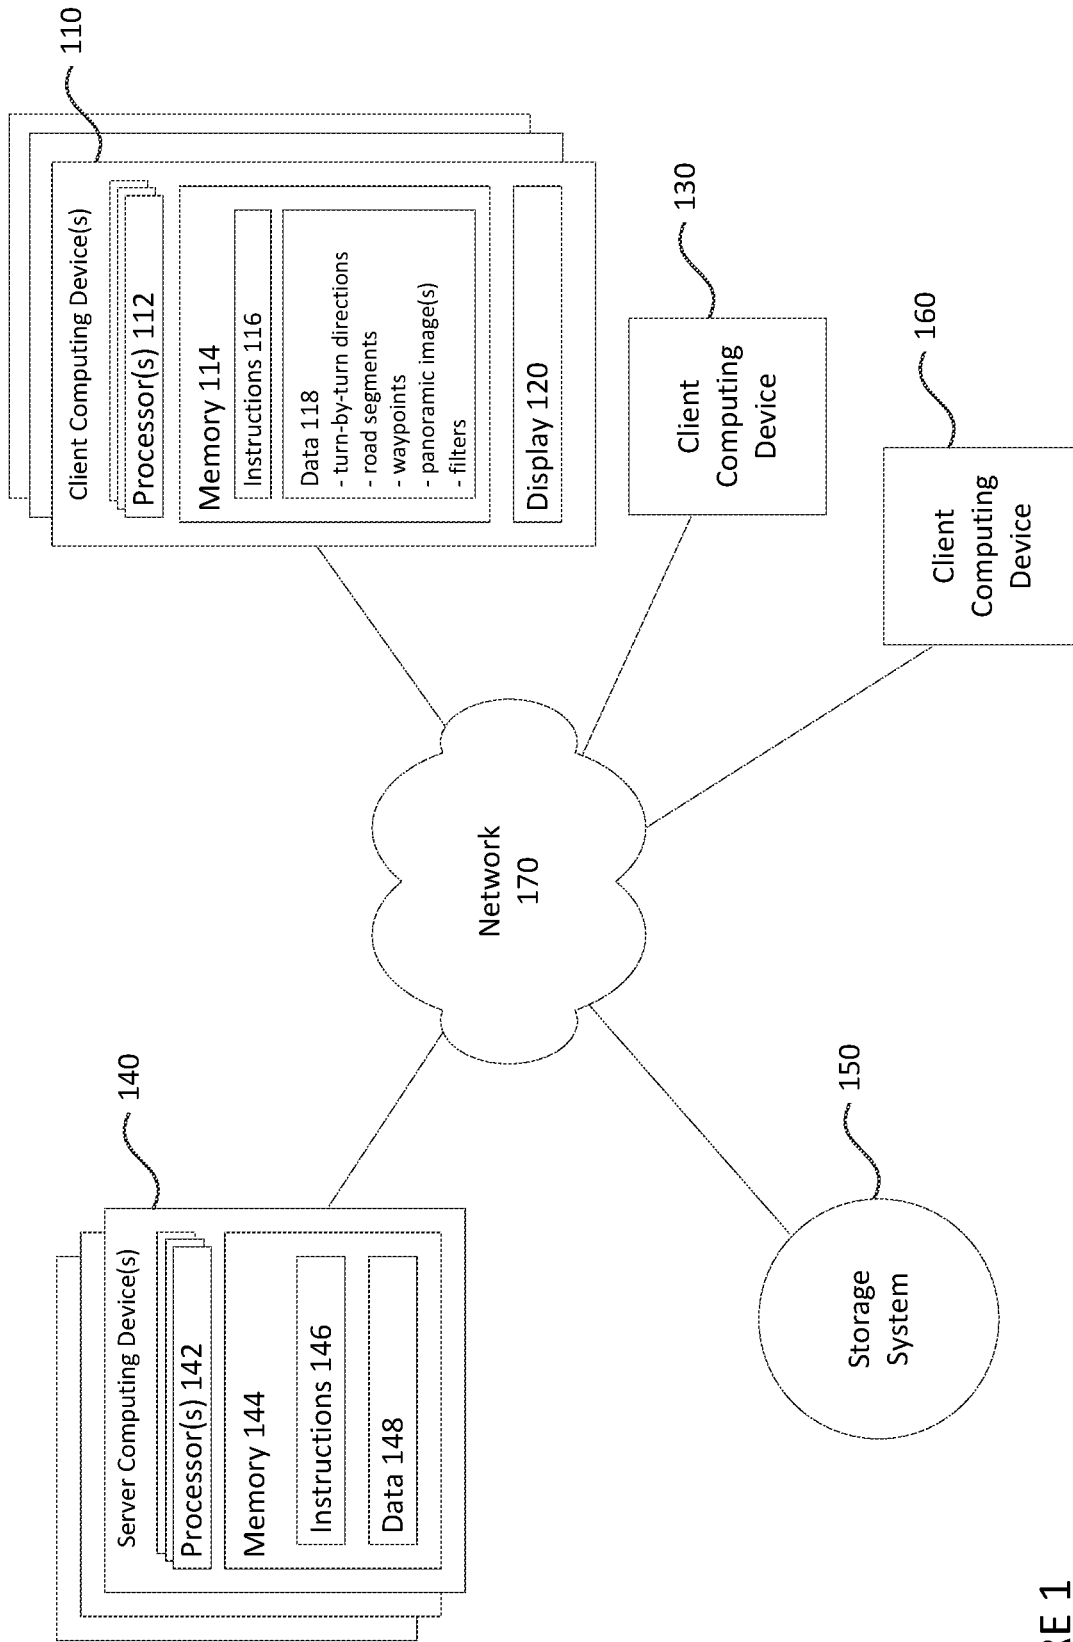 Server Computing Device(s)
Processor(s) 142
Memory 144
Instructions 146
Data 148
140
Client Computing Device(s)
Processor(s) 112
Memory 114
Instructions 116
Data 118
- turn-by-turn directions
- road segments
- waypoints
- panoramic image(s)
- filters
Display 120
110
Network
170
Client
Computing
Device
130
Storage
System
150
Client
Computing
Device
160
RE 1